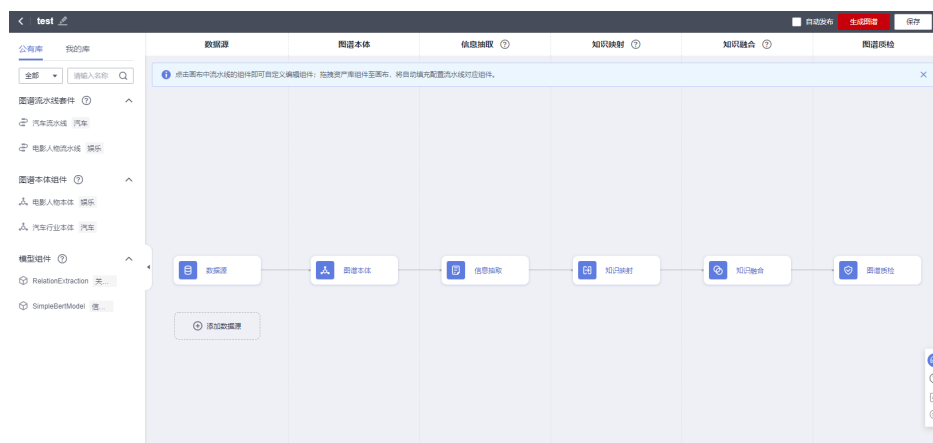 test
自动发布 生成图谱 保存
公有库 我的库
数据源 图谱本体 信息抽取 知识映射 知识融合 图谱质检
全部 请输入名称
点击画布中流水线的组件即可自定义编辑组件；拖拽资产库组件至画布，将自动填充配置流水线对应组件。
图谱流水线套件
汽车流水线 汽车
电影人物流水线 娱乐
图谱本体组件
电影人物本体 娱乐
汽车行业本体 汽车
模型组件
RelationExtraction 关...
SimpleBertModel 信...
数据源 图谱本体 信息抽取 知识映射 知识融合 图谱质检
添加数据源